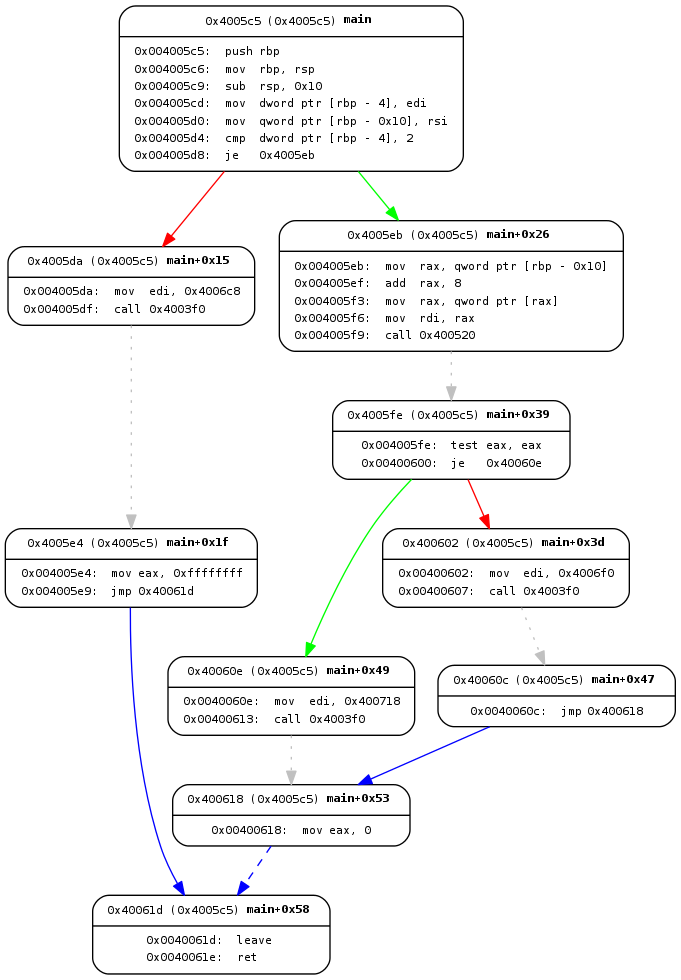 0x4005c5 (0x4005c5) main
0x004005c5: push rbp
0x004005c6: mov rbp, rsp
0x004005c9: sub rsp, 0x10
0x004005cd: mov dword ptr [rbp - 4], edi
0x004005d0: mov qword ptr [rbp - 0x10], rsi
0x004005d4: cmp dword ptr [rbp - 4], 2
0x004005d8: je 0x4005eb
0x4005da (0x4005c5) main+0x15
0x004005da: mov edi, 0x4006c8
0x004005df: call 0x4003f0
0x4005eb (0x4005c5) main+0x26
0x004005eb: mov rax, qword ptr [rbp - 0x10]
0x004005ef: add rax, 8
0x004005f3: mov rax, qword ptr [rax]
0x004005f6: mov rdi, rax
0x004005f9: call 0x400520
0x4005fe (0x4005c5) main+0x39
0x004005fe: test eax, eax
0x00400600: je 0x40060e
0x4005e4 (0x4005c5) main+0x1f
0x004005e4: mov eax, 0xffffffff
0x004005e9: jmp 0x40061d
0x400602 (0x4005c5) main+0x3d
0x00400602: mov edi, 0x4006f0
0x00400607: call 0x4003f0
0x40060e (0x4005c5) main+0x49
0x0040060e: mov edi, 0x400718
0x00400613: call 0x4003f0
0x40060c (0x4005c5) main+0x47
0x0040060c: jmp 0x400618
0x400618 (0x4005c5) main+0x53
0x00400618: mov eax, 0
0x40061d (0x4005c5) main+0x58
0x0040061d: leave
0x0040061e: ret